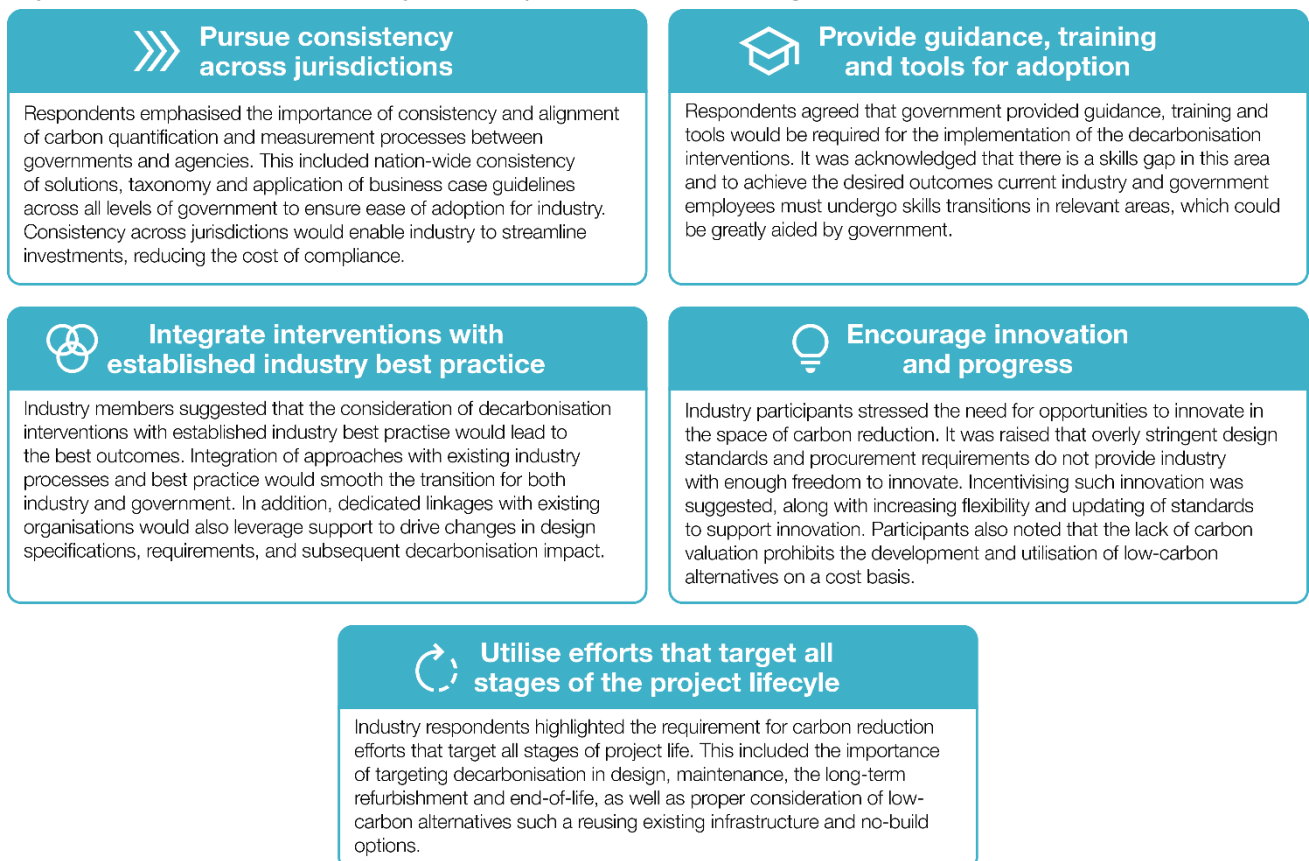 Pursue consistency
across jurisdictions
Respondents emphasised the importance of consistency and alignment
of carbon quantification and measurement processes between
governments and agencies. This included nation-wide consistency
of solutions, taxonomy and application of business case guidelines
across all levels of government to ensure ease of adoption for industry.
Consistency across jurisdictions would enable industry to streamline
investments, reducing the cost of compliance.
Provide guidance, training
and tools for adoption
Respondents agreed that government provided guidance, training and
tools would be required for the implementation of the decarbonisation
interventions. It was acknowledged that there is a skills gap in this area
and to achieve the desired outcomes current industry and government
employees must undergo skills transitions in relevant areas, which could
be greatly aided by government.
Integrate interventions with
established industry best practice
Industry members suggested that the consideration of decarbonisation
interventions with established industry best practise would lead to
the best outcomes. Integration of approaches with existing industry
processes and best practice would smooth the transition for both
industry and government. In addition, dedicated linkages with existing
organisations would also leverage support to drive changes in design
specifications, requirements, and subsequent decarbonisation impact.
Encourage innovation
and progress
Industry participants stressed the need for opportunities to innovate in
the space of carbon reduction. It was raised that overly stringent design
standards and procurement requirements do not provide industry
with enough freedom to innovate. Incentivising such innovation was
suggested, along with increasing flexibility and updating of standards
to support innovation. Participants also noted that the lack of carbon
valuation prohibits the development and utilisation of low-carbon
alternatives on a cost basis.
Utilise efforts that target all
stages of the project lifecyle
Industry respondents highlighted the requirement for carbon reduction
efforts that target all stages of project life. This included the importance
of targeting decarbonisation in design, maintenance, the long-term
refurbishment and end-of-life, as well as proper consideration of low-
carbon alternatives such a reusing existing infrastructure and no-build
options.